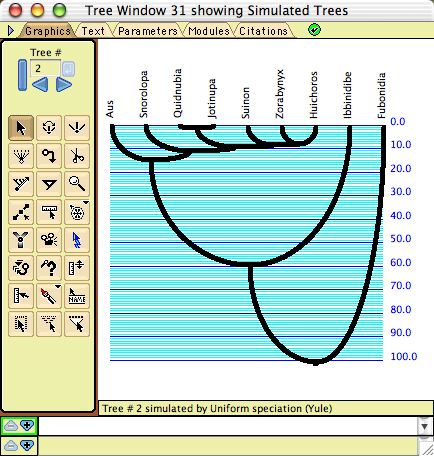 Tree Window 31 showing Simulated Trees
Graphics Text Parameters Modules Citations
Tree #
2
Aus
Snorolopa
Quidnubia
Jotinupa
Suinon
Zorabynyx
Huichoros
Ibbinidibe
Fubonidia
0.0
10.0
20.0
30.0
40.0
50.0
60.0
70.0
80.0
90.0
100.0
NAME
Tree # 2 simulated by Uniform speciation (Yule)